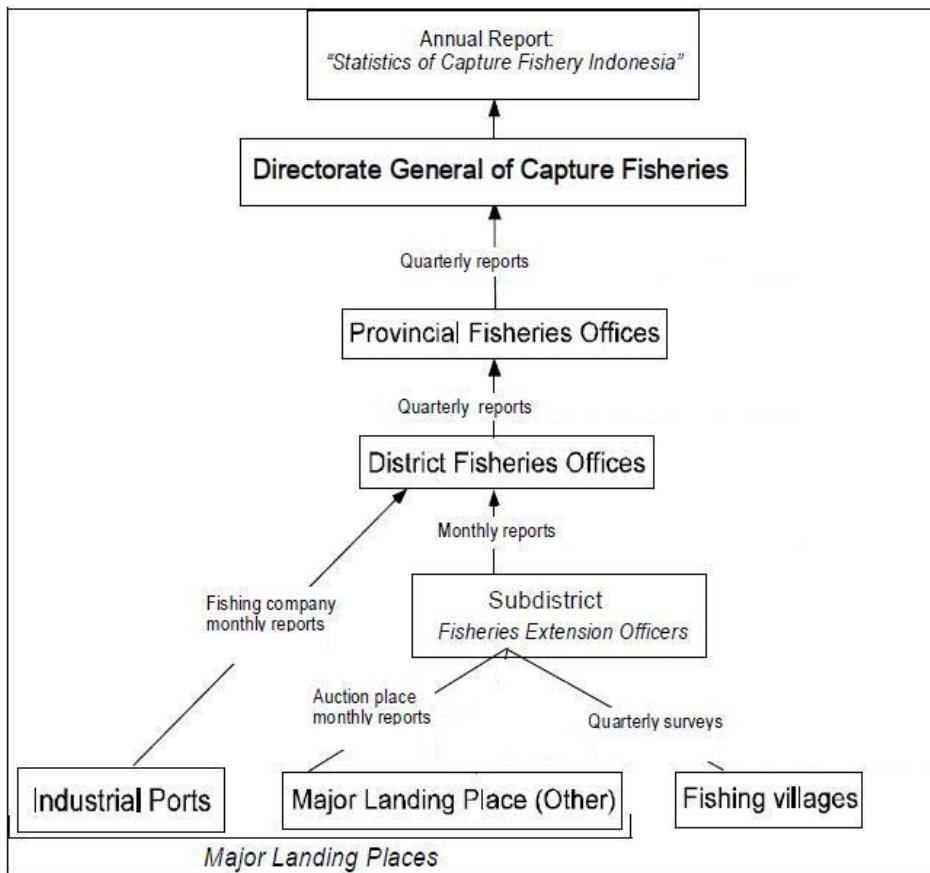 Annual Report:
“Statistics of Capture Fishery Indonesia”
Directorate General of Capture Fisheries
Quarterly reports
Provincial Fisheries Offices
Quarterly reports
District Fisheries Offices
Monthly reports
Subdistrict
Fisheries Extension Officers
Fishing company
monthly reports
Auction place
monthly reports
Quarterly surveys
Industrial Ports
Major Landing Place (Other)
Fishing villages
Major Landing Places